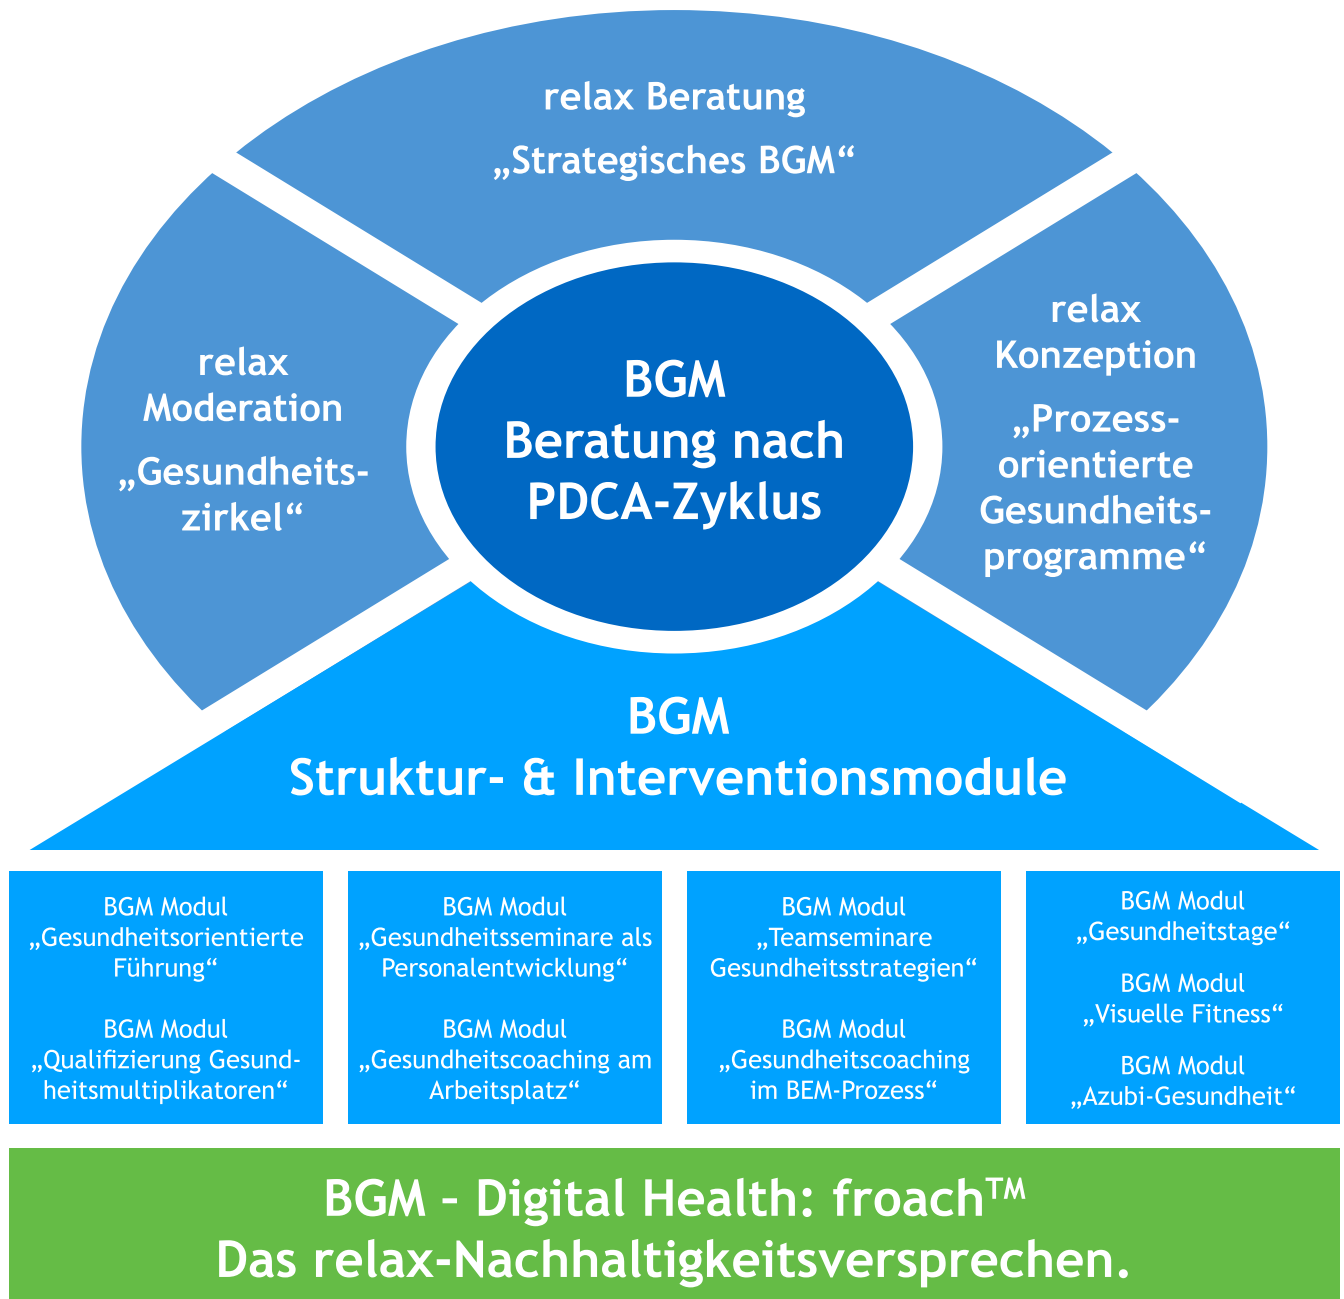 relax Beratung
„Strategisches BGM“
relax
Moderation
„Gesundheits-
zirkel“
BGM
Beratung nach
PDCA-Zyklus
relax
Konzeption
„Prozess-
orientierte
Gesundheits-
programme“
BGM
Struktur- & Interventionsmodule
BGM Modul
„Gesundheitsorientierte
Führung“
BGM Modul
„Qualifizierung Gesund-
heitsmultiplikatoren“
BGM Modul
„Gesundheitsseminare als
Personalentwicklung“
BGM Modul
„Gesundheitscoaching am
Arbeitsplatz“
BGM Modul
„Teamseminare
Gesundheitsstrategien“
BGM Modul
„Gesundheitscoaching
im BEM-Prozess“
BGM Modul
„Gesundheitstage“
BGM Modul
„Visuelle Fitness“
BGM Modul
„Azubi-Gesundheit“
BGM – Digital Health: froach™
Das relax-Nachhaltigkeitsversprechen.